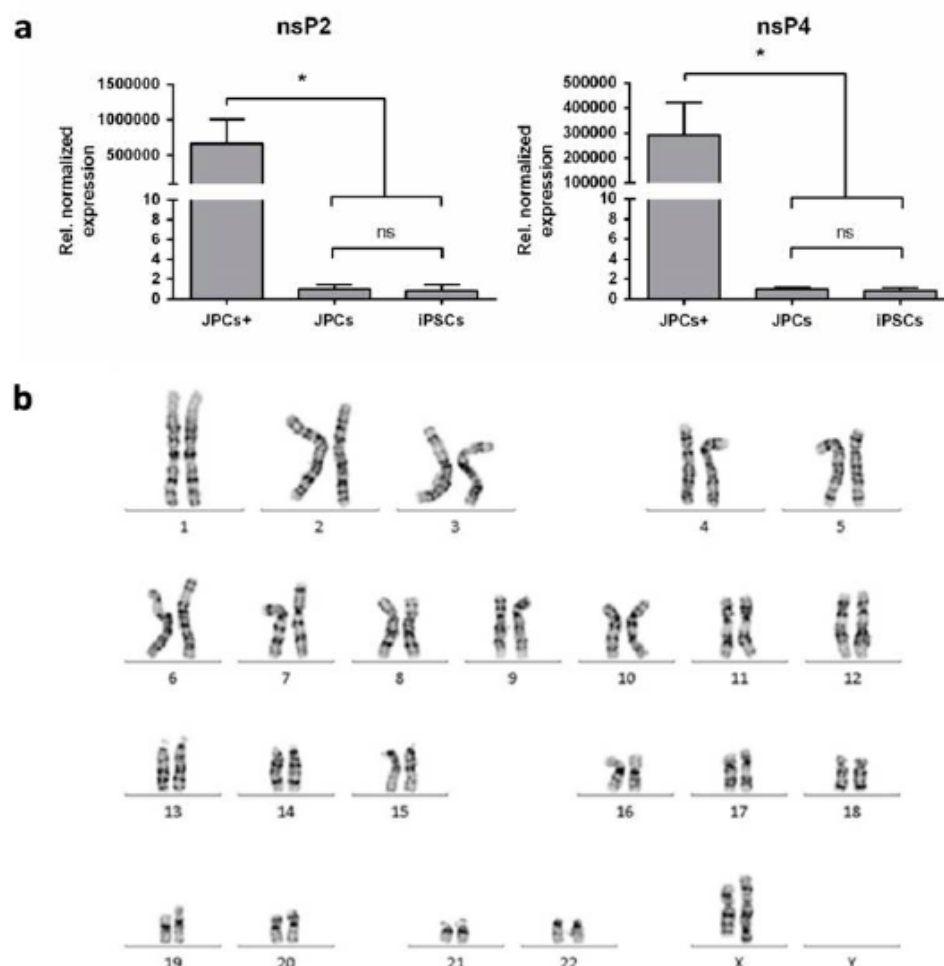 a
nsP2
nsP4
*
*
Rel. normalized
expression
1500000
1000000
500000
10
8
6
4
2
0
ns
JPCs+ JPCs iPSCs
Rel. normalized
expression
500000
400000
300000
200000
100000
10
8
6
4
2
0
ns
JPCs+ JPCs iPSCs
b
1 2 3 4 5
6 7 8 9 10 11 12
13 14 15 16 17 18
19 20 21 22 X Y